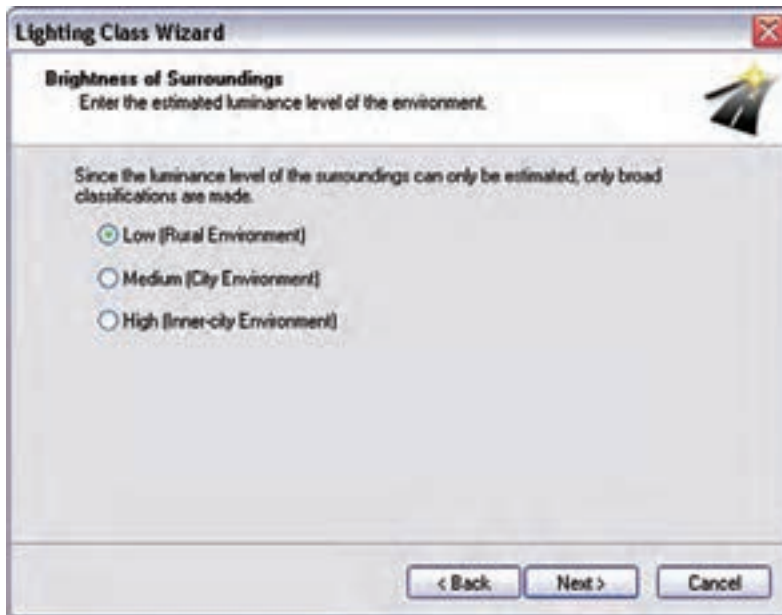 Lighting Class Wizard
Brightness of Surroundings
Enter the estimated luminance level of the environment.
Since the luminance level of the surroundings can only be estimated, only broad
classifications are made.
Low (Rural Environment)
Medium (City Environment)
High (Inner-city Environment)
< Back Next > Cancel